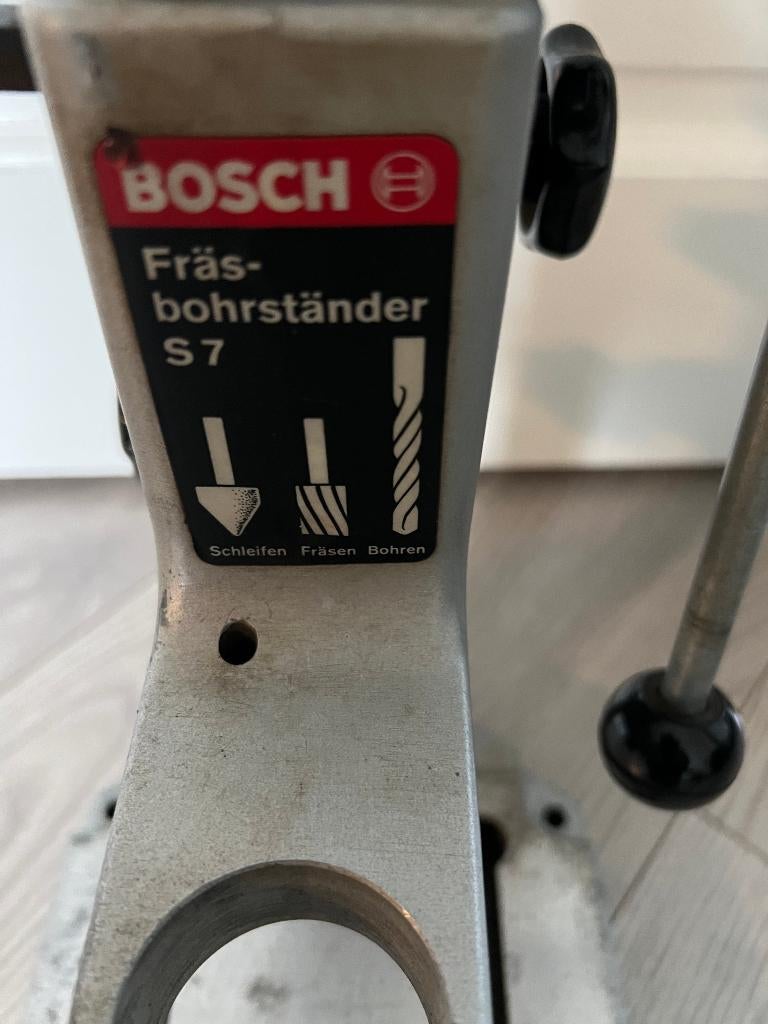 BOSCH
Fräs-
bohrständer
S 7
Schleifen Fräsen Bohren